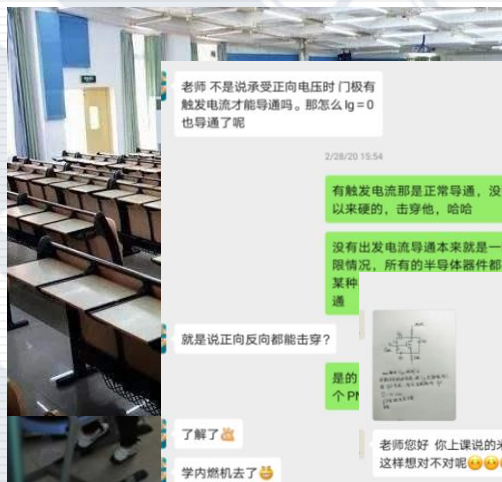 老师 不是说承受正向电压时 门极有
触发电流才能导通吗。那怎么Ig=0
也导通了呢
2/28/20 15:54
有触发电流那是正常导通，没
以来硬的，击穿他，哈哈
没有出发电流导通本来就是一
限情况，所有的半导体器件都
某种
通
就是说正向反向都能击穿？
是的
个 PN
了解了
学内燃机去了
老师您好 你上课说的米
这样想对不对呢